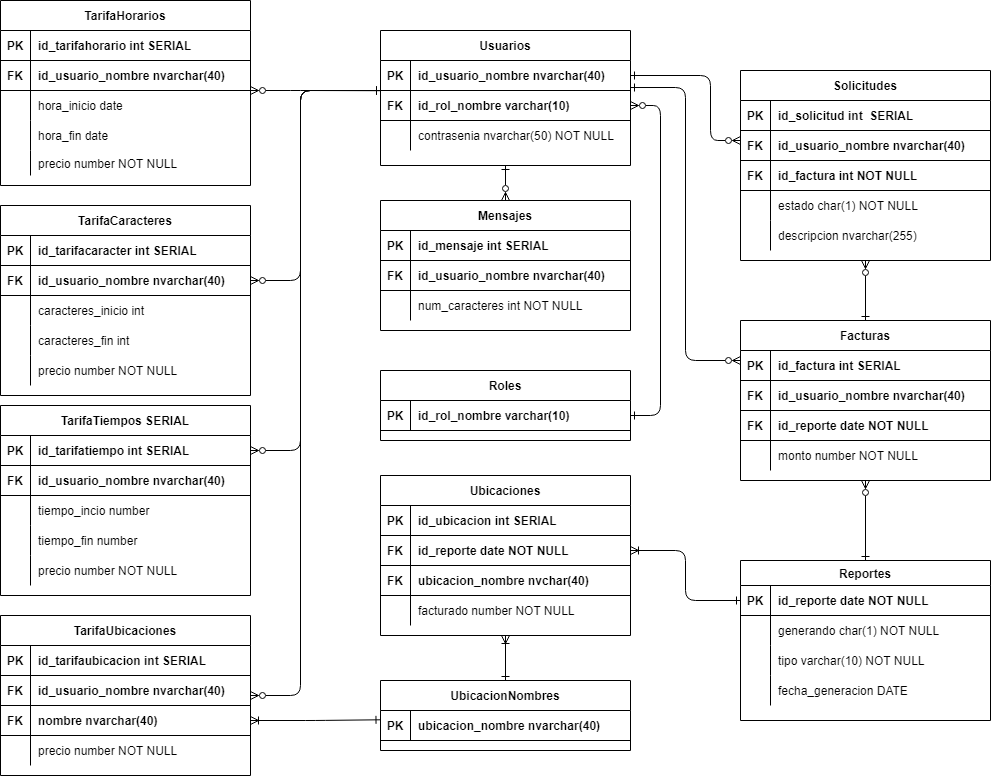 TarifaHorarios
PK id_tarifahorario int SERIAL
FK id_usuario_nombre nvarchar(40)
hora_inicio date
hora_fin date
precio number NOT NULL
TarifaCaracteres
PK id_tarifacaracter int SERIAL
FK id_usuario_nombre nvarchar(40)
caracteres_inicio int
caracteres_fin int
precio number NOT NULL
TarifaTiempos SERIAL
PK id_tarifatiempo int SERIAL
FK id_usuario_nombre nvarchar(40)
tiempo_incio number
tiempo_fin number
precio number NOT NULL
TarifaUbicaciones
PK id_tarifaubicacion int SERIAL
FK id_usuario_nombre nvarchar(40)
FK nombre nvarchar(40)
precio number NOT NULL
Usuarios
PK id_usuario_nombre nvarchar(40)
FK id_rol_nombre varchar(10)
contrasenia nvarchar(50) NOT NULL
Mensajes
PK id_mensaje int SERIAL
FK id_usuario_nombre nvarchar(40)
num_caracteres int NOT NULL
Roles
PK id_rol_nombre varchar(10)
Ubicaciones
PK id_ubicacion int SERIAL
FK id_reporte date NOT NULL
FK ubicacion_nombre nvchar(40)
facturado number NOT NULL
UbicacionNombres
PK ubicacion_nombre nvarchar(40)
Solicitudes
PK id_solicitud int SERIAL
FK id_usuario_nombre nvarchar(40)
FK id_factura int NOT NULL
estado char(1) NOT NULL
descripcion nvarchar(255)
Facturas
PK id_factura int SERIAL
FK id_usuario_nombre nvarchar(40)
FK id_reporte date NOT NULL
monto number NOT NULL
Reportes
PK id_reporte date NOT NULL
generando char(1) NOT NULL
tipo varchar(10) NOT NULL
fecha_generacion DATE